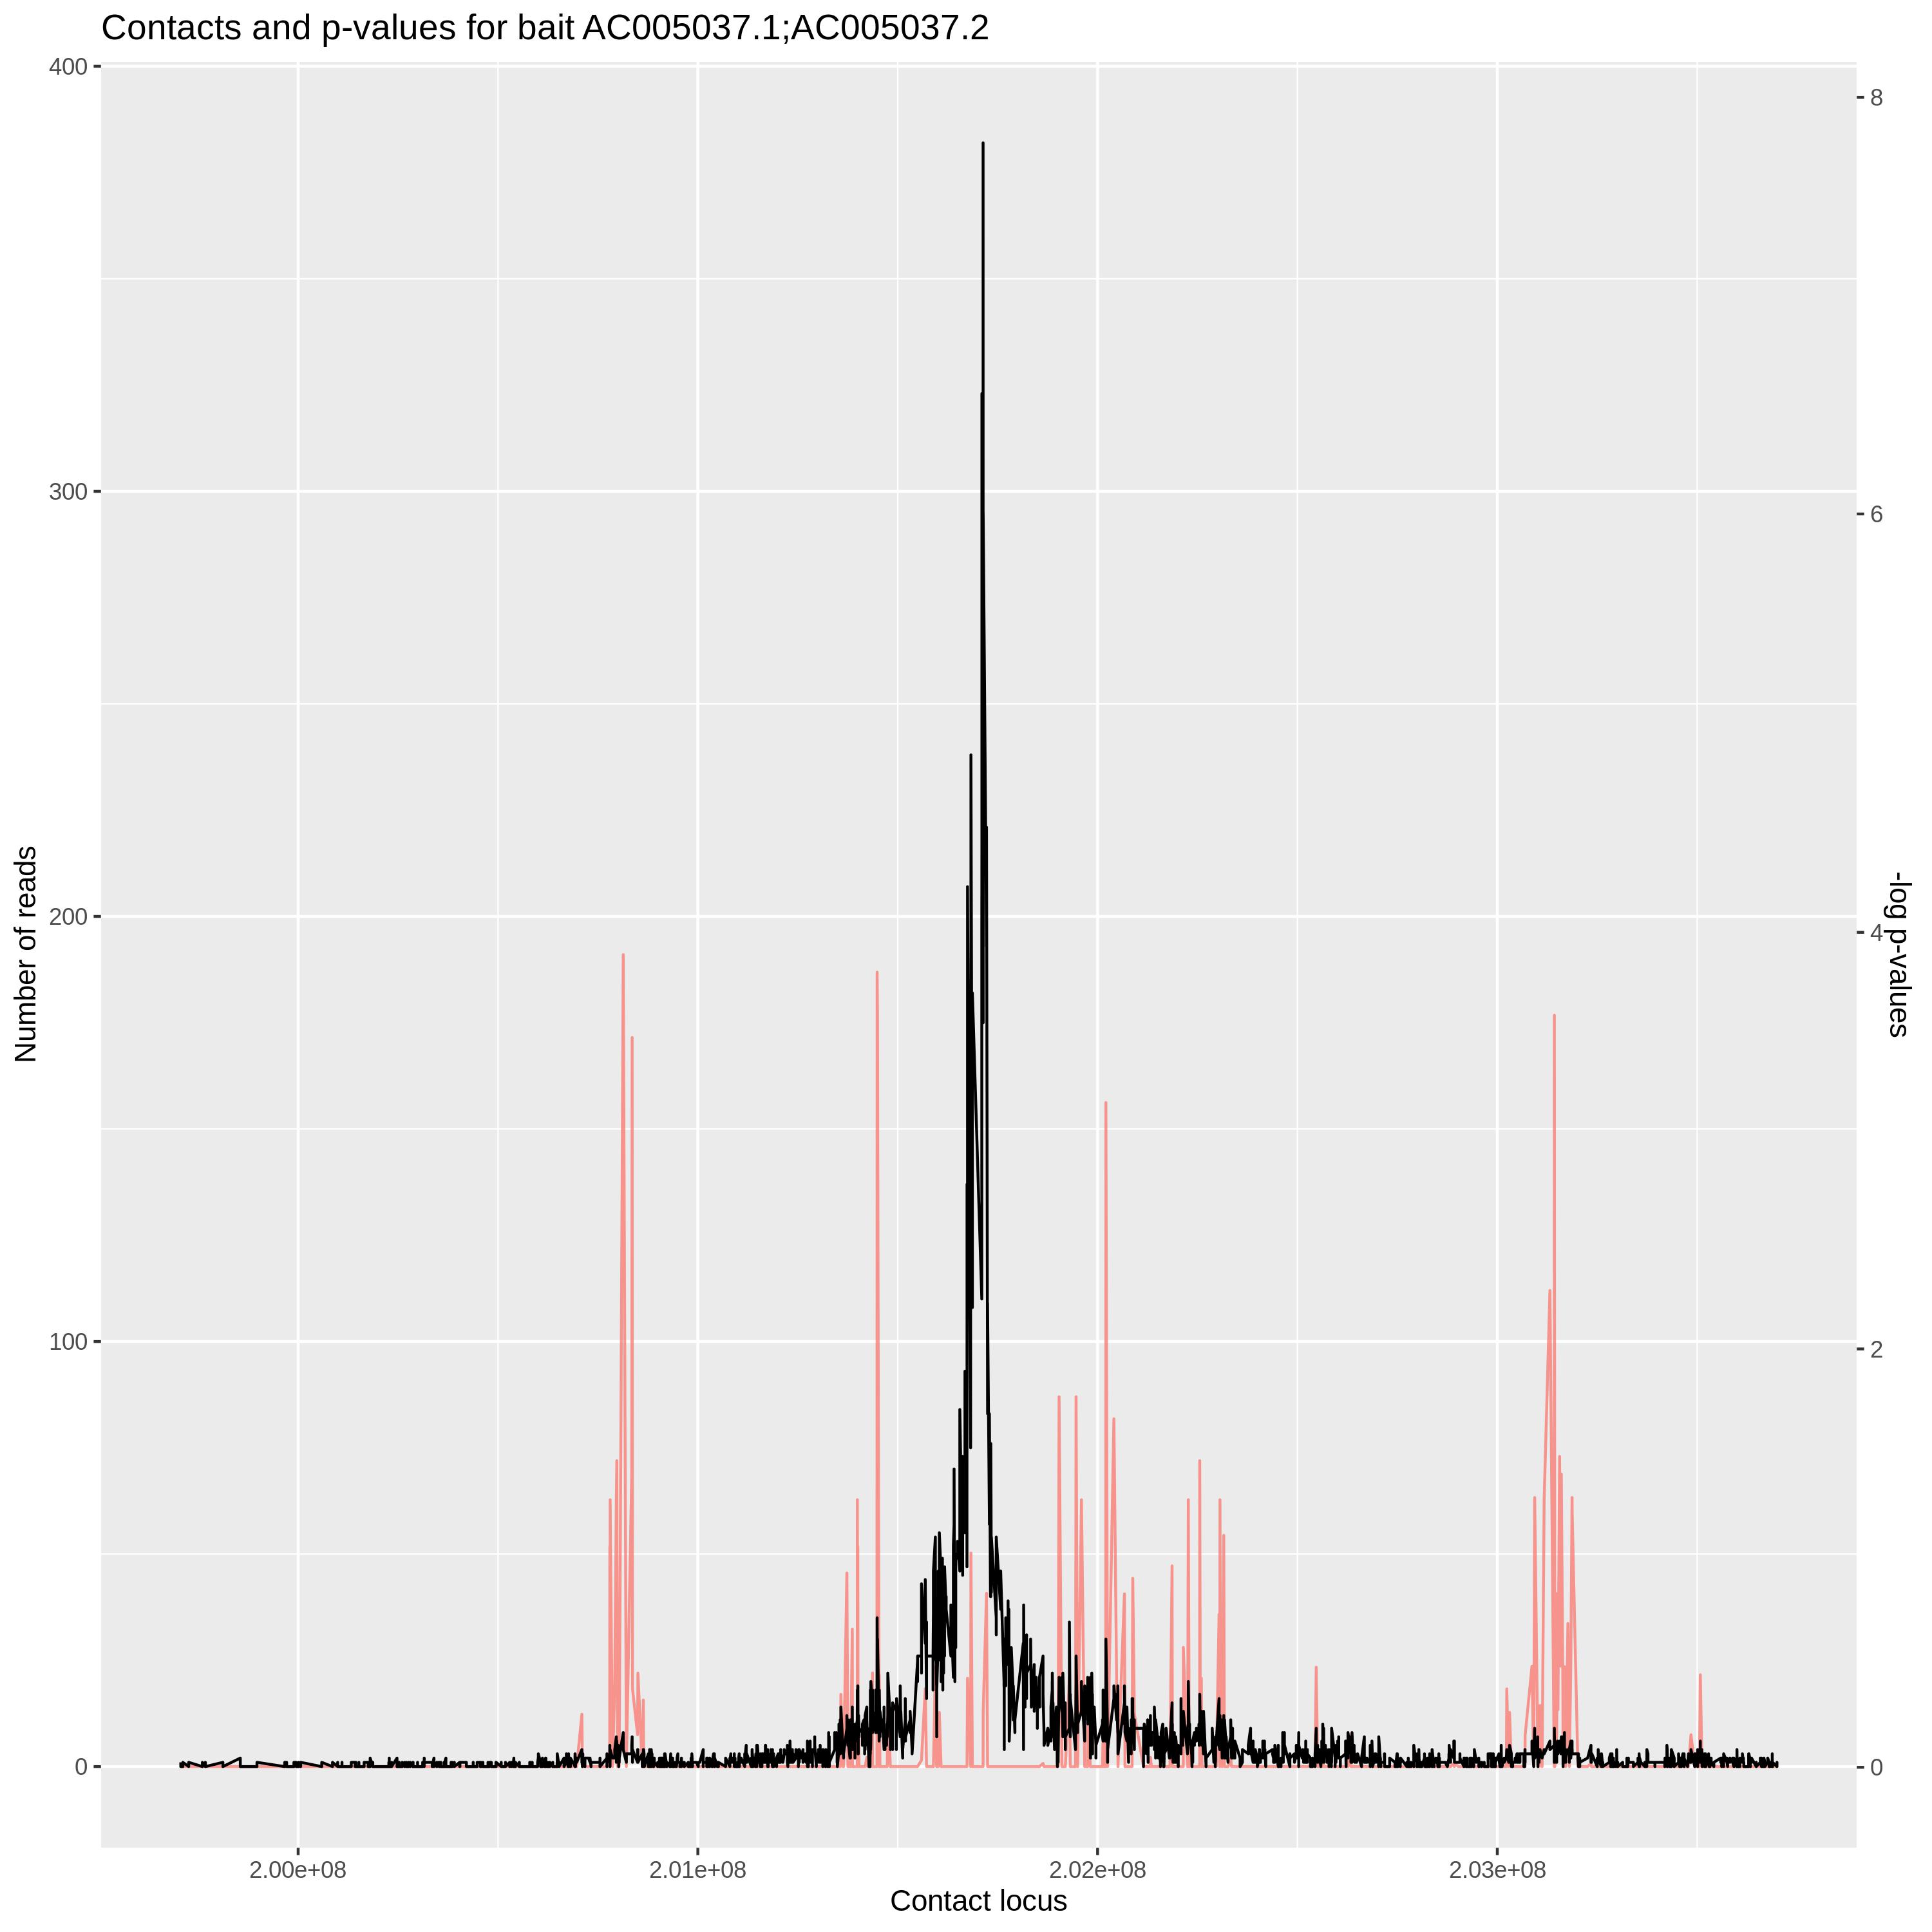 Contacts and p-values for bait AC005037.1;AC005037.2
400
300
200
100
0
Number of reads
8
6
4
2
0
-log p-values
2.00e+08
2.01e+08
2.02e+08
2.03e+08
Contact locus